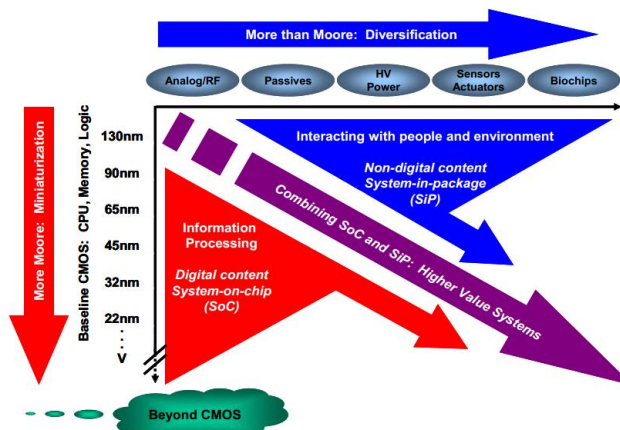 More than Moore: Diversification
Analog/RF
Passives
HV
Power
Sensors
Actuators
Biochips
More Moore: Miniaturization
Baseline CMOS: CPU, Memory, Logic
130nm
90nm
65nm
45nm
32nm
22nm
V
Interacting with people and environment
Non-digital content
System-in-package
(SiP)
Combining SoC and SiP: Higher Value Systems
Information
Processing
Digital content
System-on-chip
(SoC)
Beyond CMOS